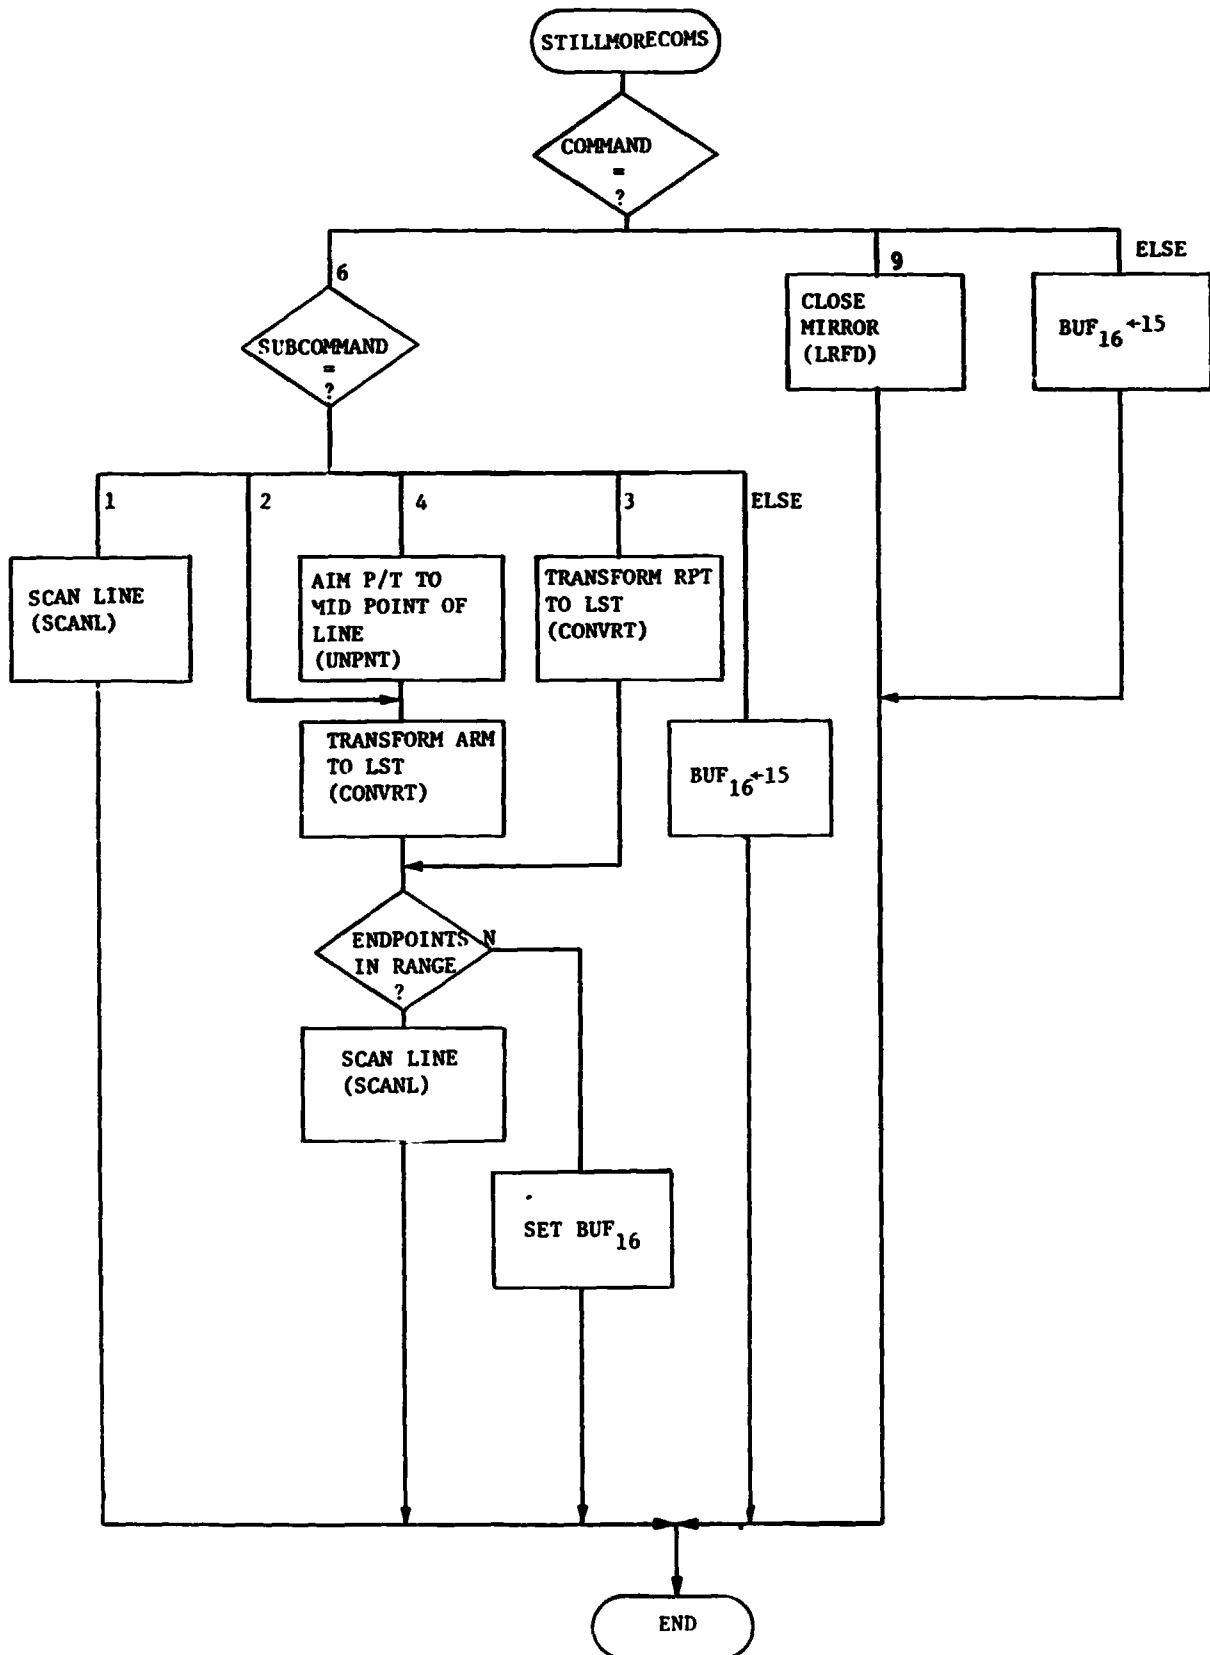 STILLMORECOMS
COMMAND
=
?
6
9
ELSE
SUBCOMMAND
=
?
CLOSE
MIRROR
(LRFD)
BUF16←15
1
2
4
3
ELSE
SCAN LINE
(SCANL)
AIM P/T TO
MID POINT OF
LINE
(UNPNT)
TRANSFORM RPT
TO LST
(CONVRT)
TRANSFORM ARM
TO LST
(CONVRT)
BUF16←15
ENDPOINTS
IN RANGE
?
N
SCAN LINE
(SCANL)
SET BUF16
END